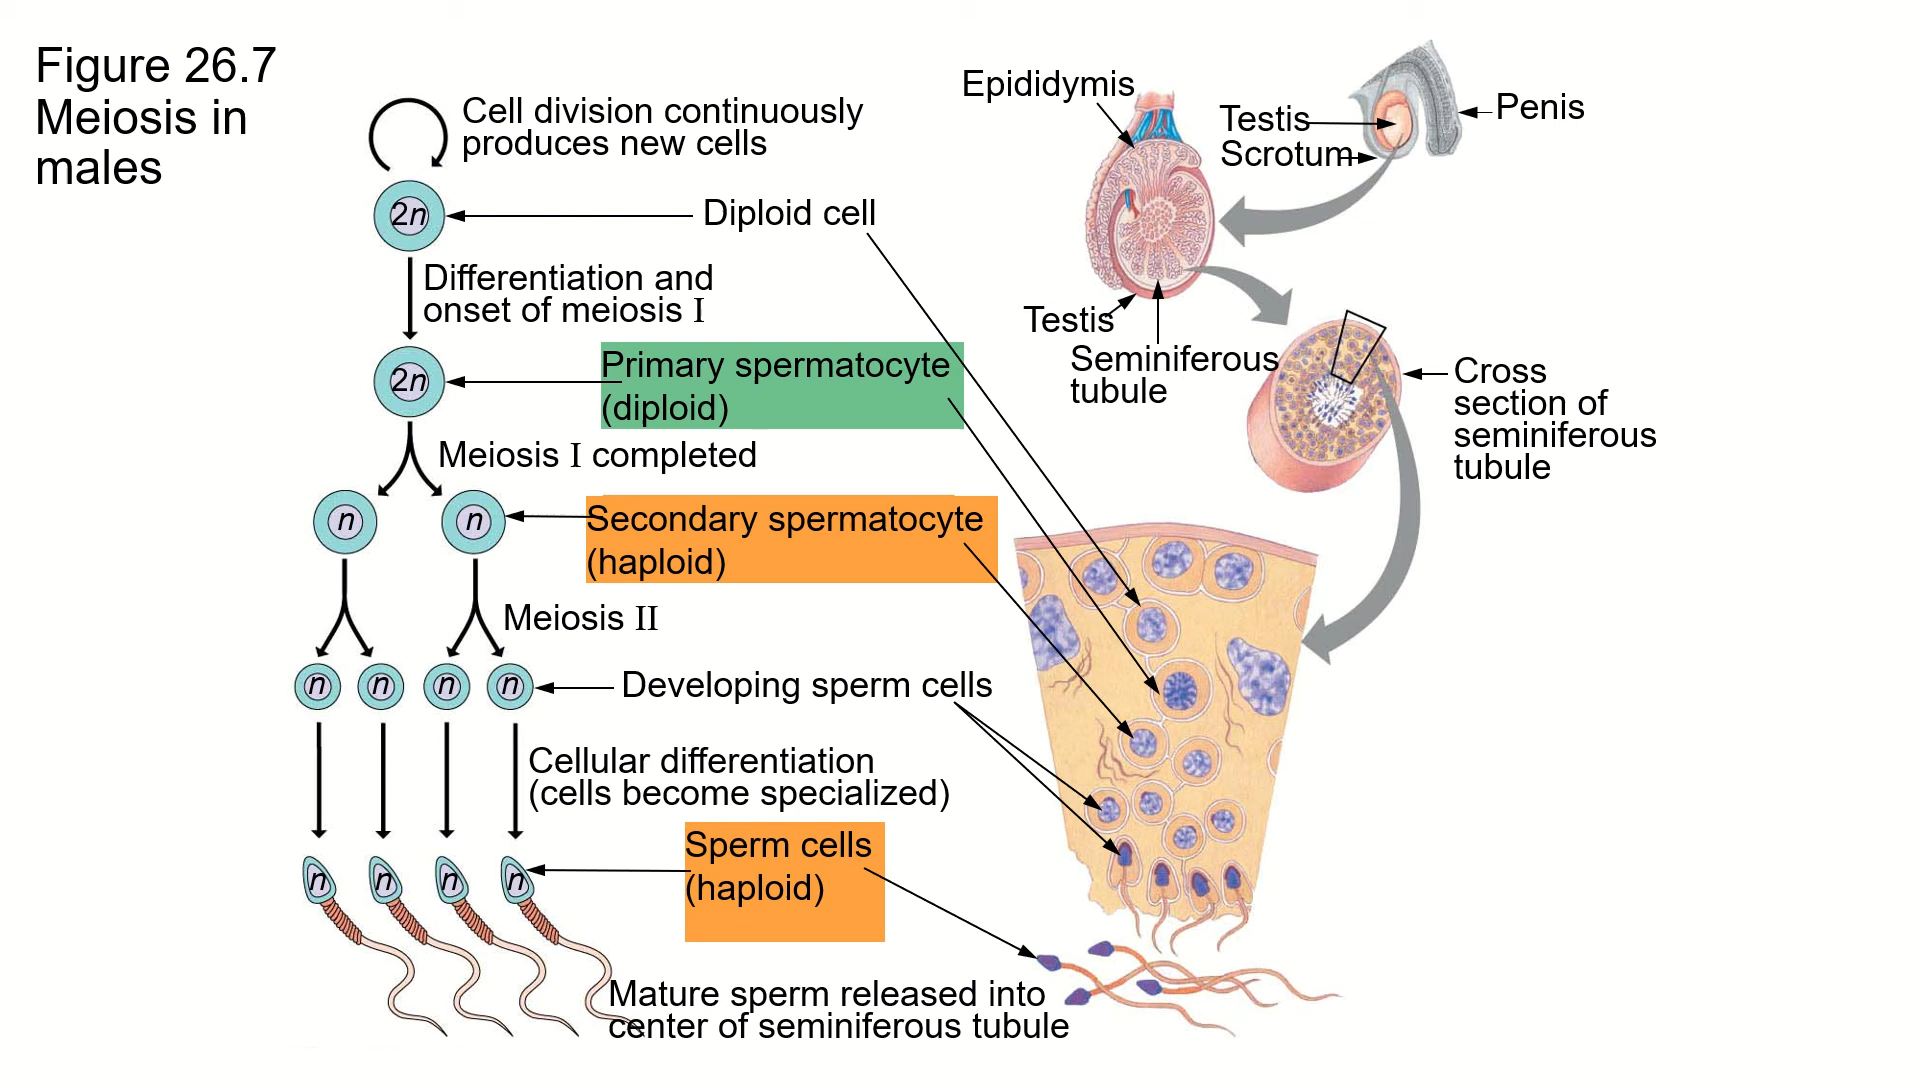 Figure 26.7
Meiosis in
males
Cell division continuously
produces new cells
2n
Diploid cell
Differentiation and
onset of meiosis I
2n
Primary spermatocyte
(diploid)
Meiosis I completed
n
n
Secondary spermatocyte
(haploid)
Meiosis II
n
n
n
n
Developing sperm cells
Cellular differentiation
(cells become specialized)
Sperm cells
(haploid)
n
n
n
n
Mature sperm released into
center of seminiferous tubule
Epididymis
Testis
Scrotum
Penis
Testis
Seminiferous
tubule
Cross
section of
seminiferous
tubule